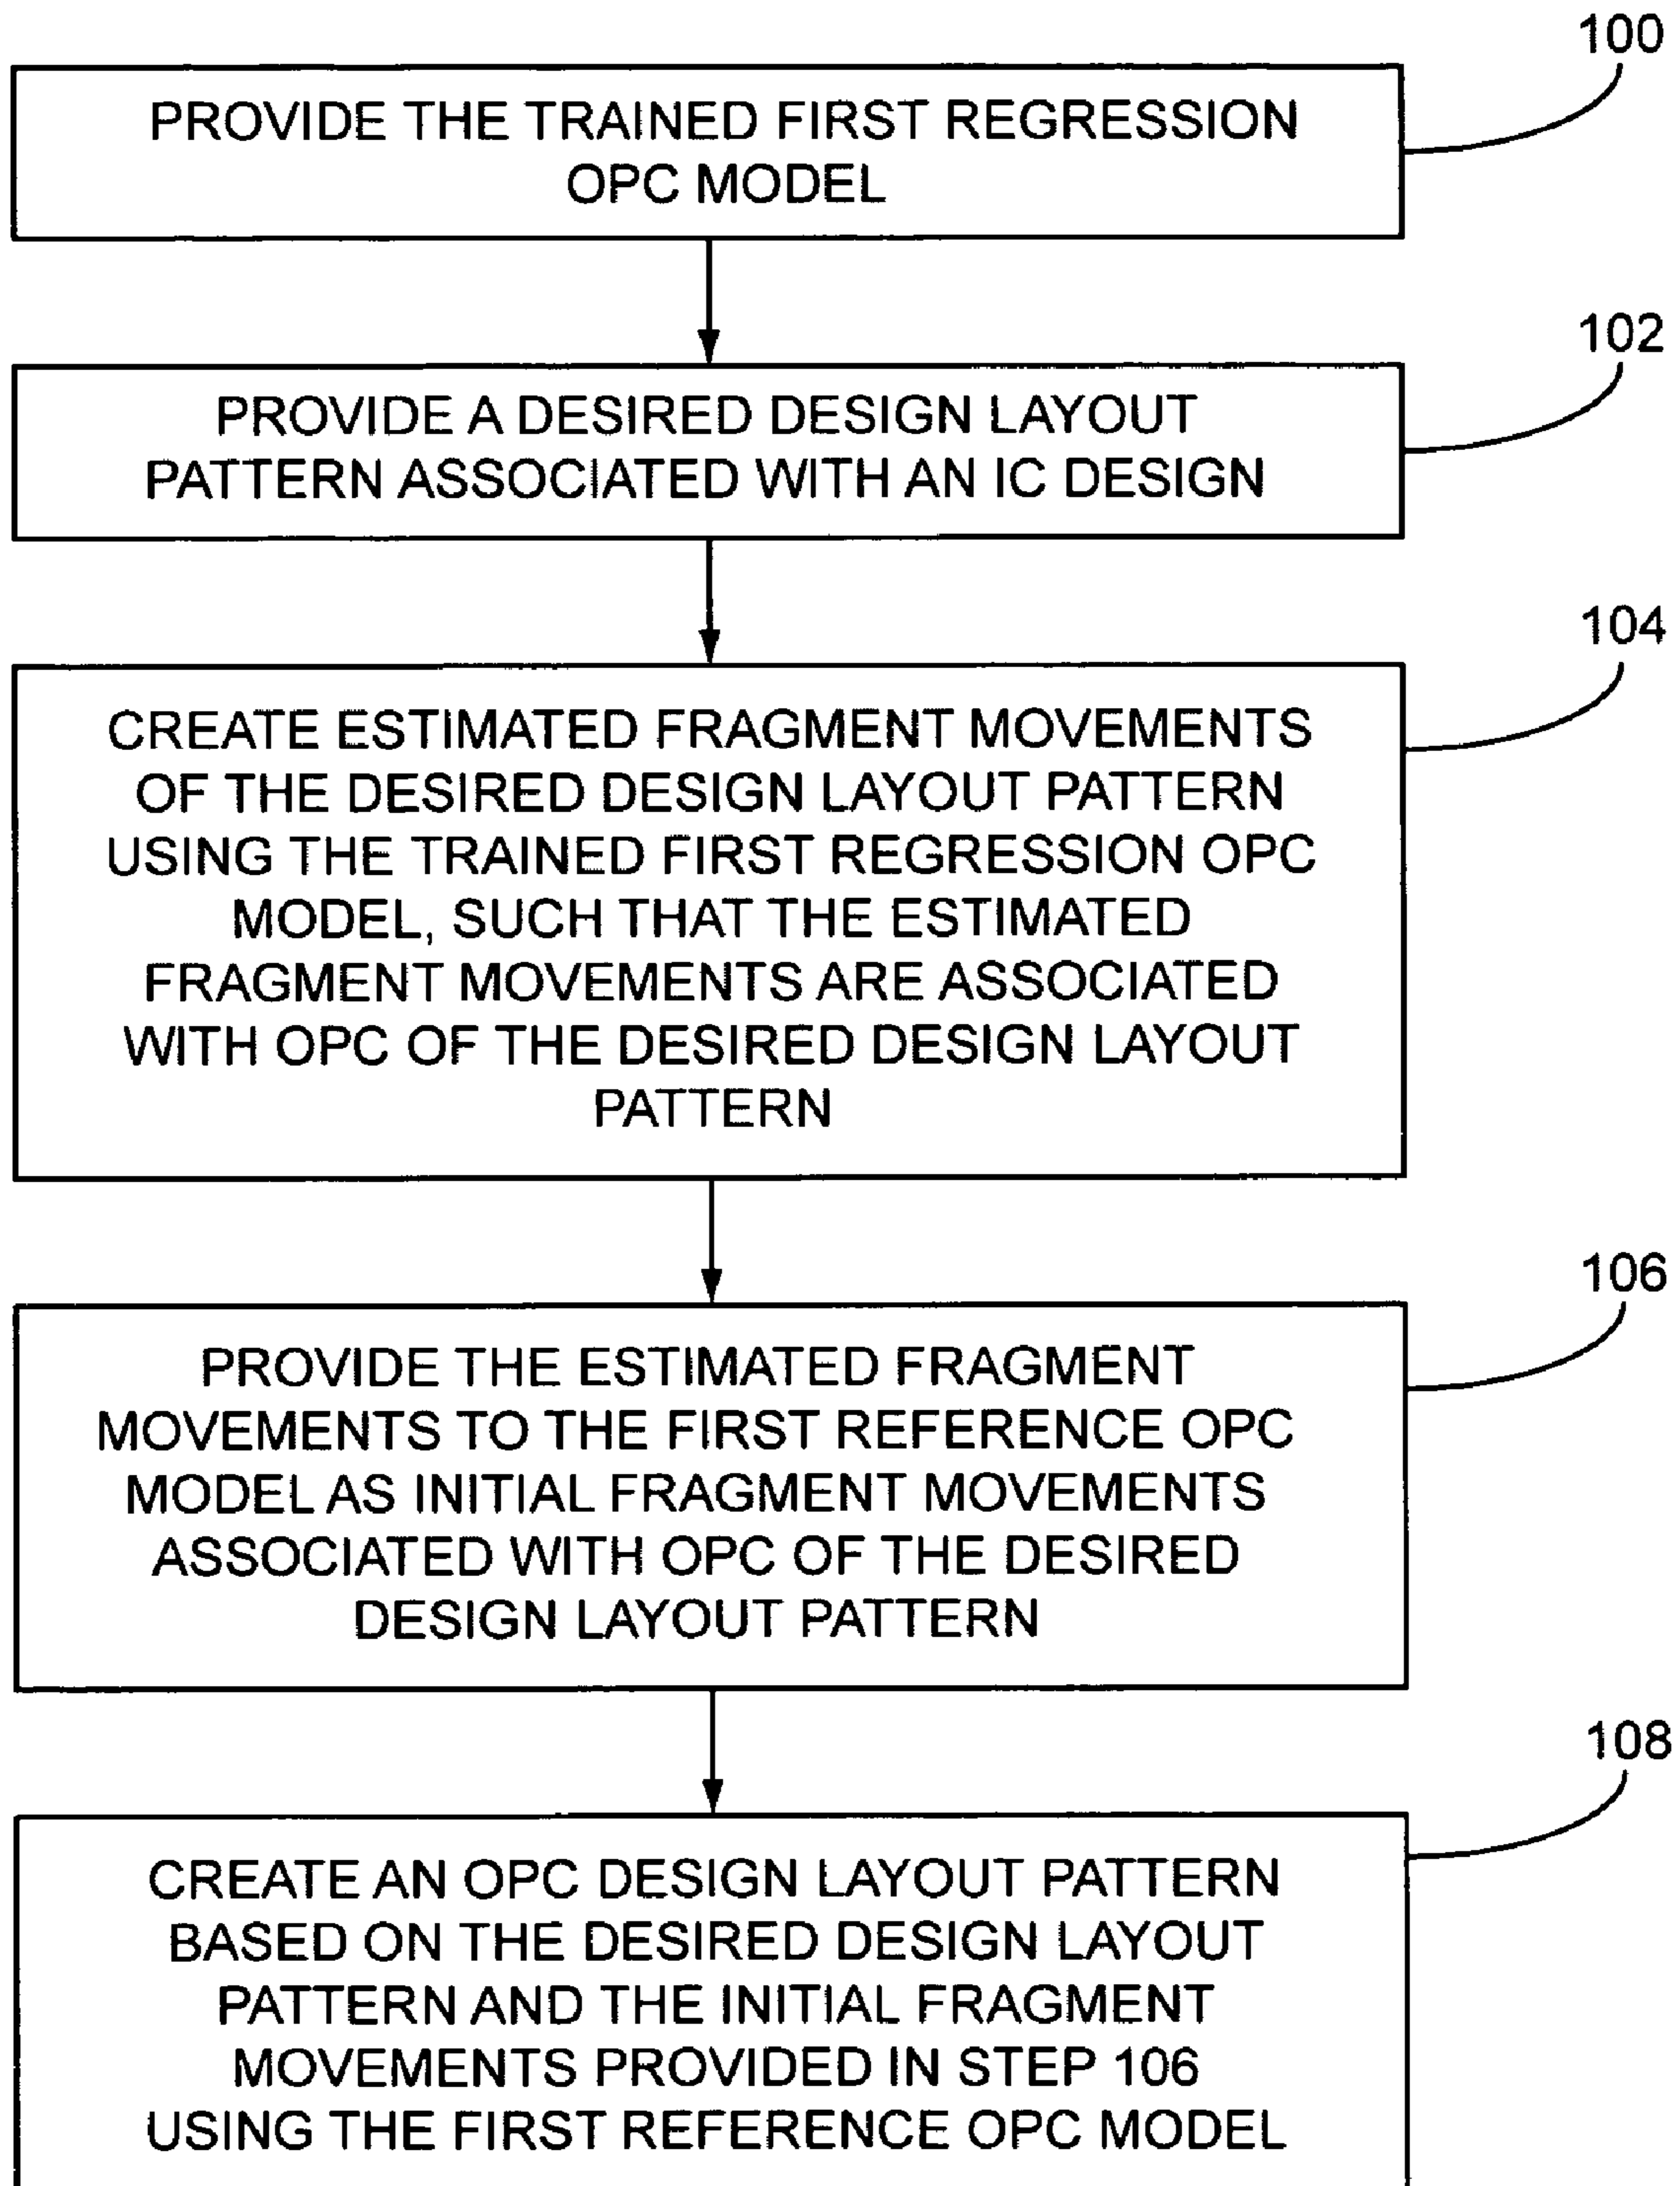 100
PROVIDE THE TRAINED FIRST REGRESSION
OPC MODEL
102
PROVIDE A DESIRED DESIGN LAYOUT
PATTERN ASSOCIATED WITH AN IC DESIGN
104
CREATE ESTIMATED FRAGMENT MOVEMENTS
OF THE DESIRED DESIGN LAYOUT PATTERN
USING THE TRAINED FIRST REGRESSION OPC
MODEL, SUCH THAT THE ESTIMATED
FRAGMENT MOVEMENTS ARE ASSOCIATED
WITH OPC OF THE DESIRED DESIGN LAYOUT
PATTERN
106
PROVIDE THE ESTIMATED FRAGMENT
MOVEMENTS TO THE FIRST REFERENCE OPC
MODEL AS INITIAL FRAGMENT MOVEMENTS
ASSOCIATED WITH OPC OF THE DESIRED
DESIGN LAYOUT PATTERN
108
CREATE AN OPC DESIGN LAYOUT PATTERN
BASED ON THE DESIRED DESIGN LAYOUT
PATTERN AND THE INITIAL FRAGMENT
MOVEMENTS PROVIDED IN STEP 106
USING THE FIRST REFERENCE OPC MODEL